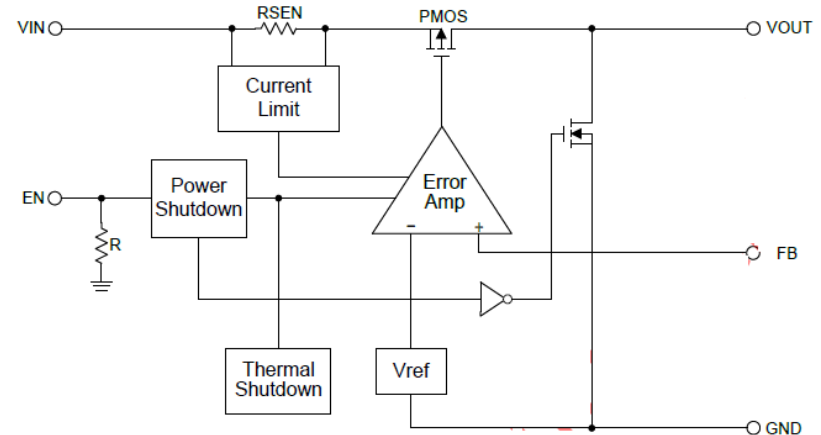 RSEN
PMOS
VIN
VOUT
Current
Limit
Error
Amp
− +
EN
Power
Shutdown
R
FB
Thermal
Shutdown
Vref
GND